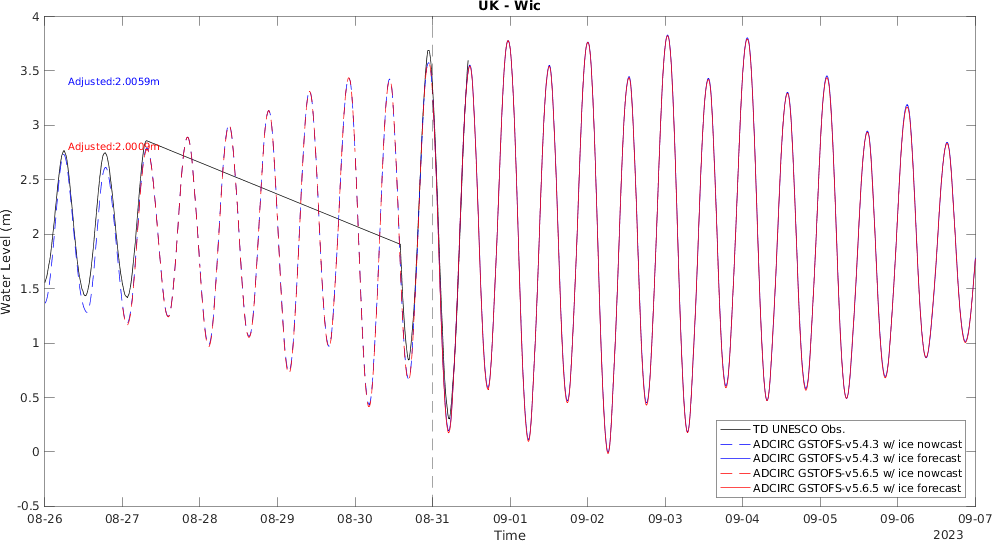 UK - Wic
4
3.5
3
2.5
2
1.5
1
0.5
0
-0.5
Water Level (m)
Adjusted:2.0059m
Adjusted:2.0009m
TD UNESCO Obs.
ADCIRC GSTOFS-v5.4.3 w/ ice nowcast
ADCIRC GSTOFS-v5.4.3 w/ ice forecast
ADCIRC GSTOFS-v5.6.5 w/ ice nowcast
ADCIRC GSTOFS-v5.6.5 w/ ice forecast
08-26 08-27 08-28 08-29 08-30 08-31 09-01 09-02 09-03 09-04 09-05 09-06 09-07
Time
2023